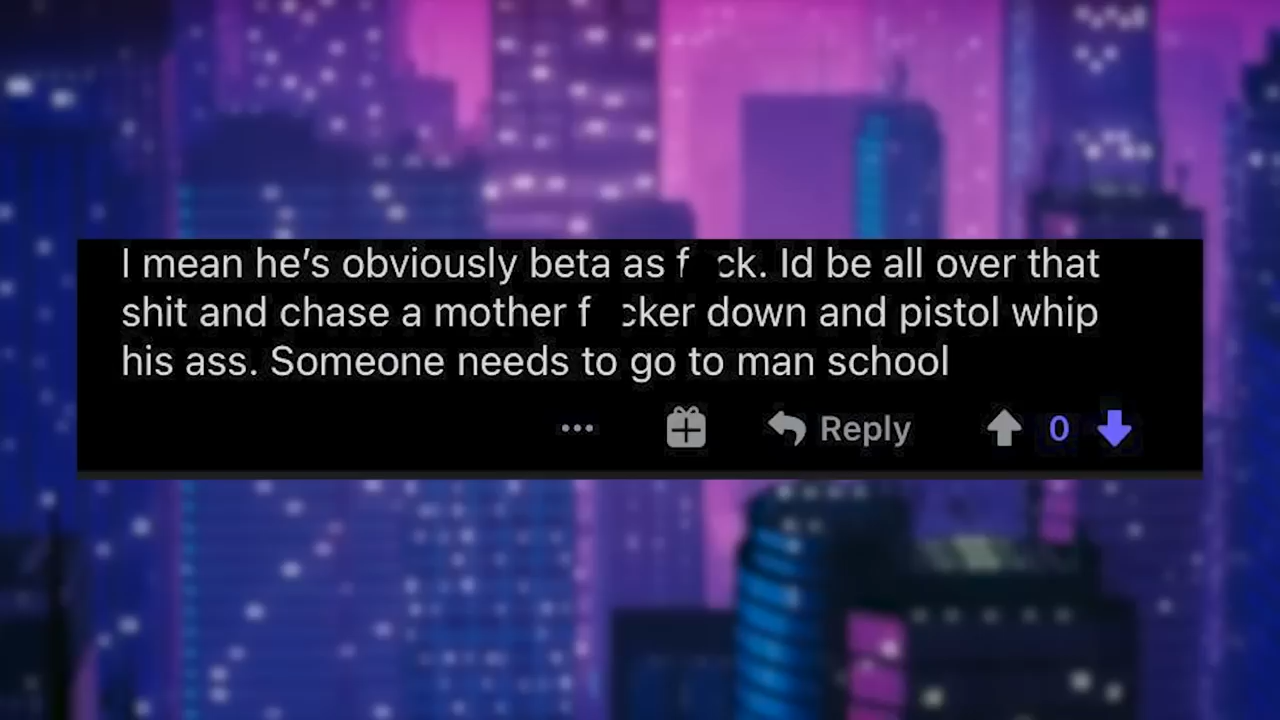 I mean he’s obviously beta as f ck. Id be all over that
shit and chase a mother f cker down and pistol whip
his ass. Someone needs to go to man school
Reply 0